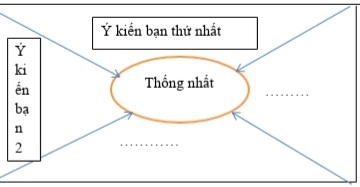 Ý kiến bạn thứ nhất
Ý
ki
ến
bạ
n
2
Thống nhất
.........
............